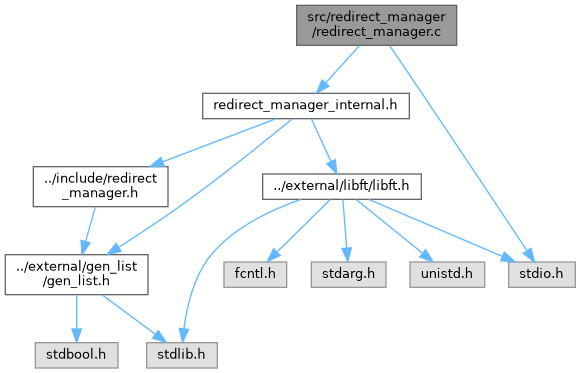 src/redirect_manager
/redirect_manager.c
redirect_manager_internal.h
../include/redirect
_manager.h
../external/libft/libft.h
../external/gen_list
/gen_list.h
fcntl.h
stdarg.h
unistd.h
stdio.h
stdbool.h
stdlib.h